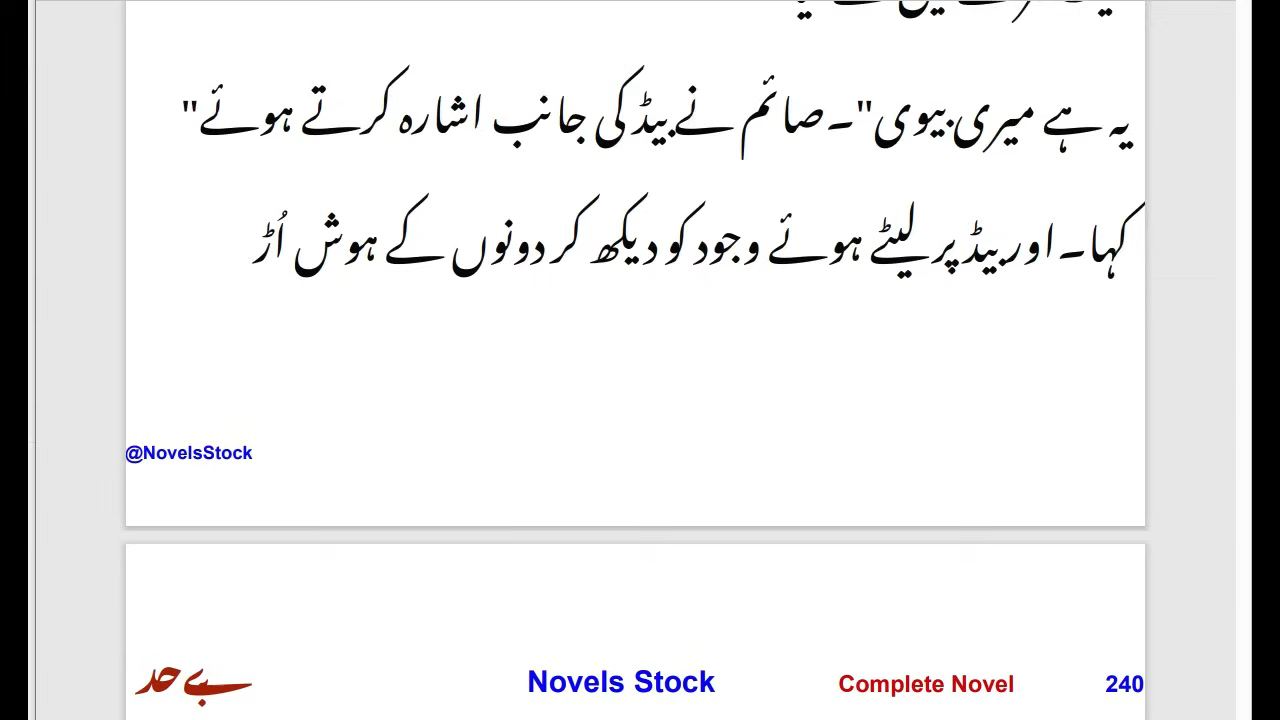 یہ ہے میری بیوی"۔ صائم نے بیڈ کی جانب اشارہ کرتے ہوئے"
کہا۔ اور بیڈ پر لیٹے ہوئے وجود کو دیکھ کر دونوں کے ہوش اُڑ
@NovelsStock
بے حد Novels Stock Complete Novel 240